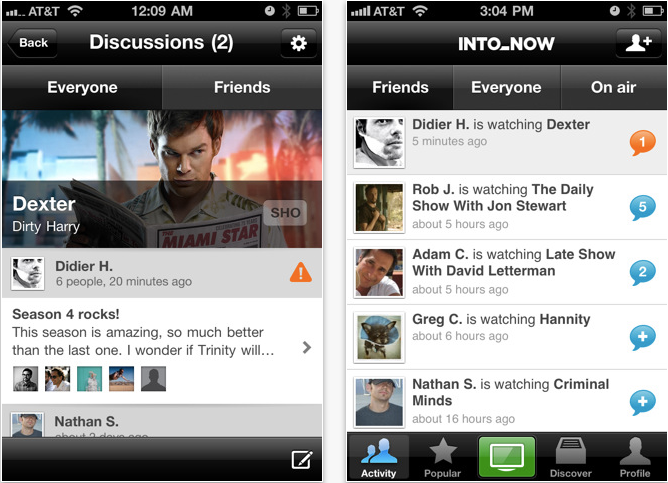 AT&T 12:09 AM
Back
Discussions (2)
Everyone
Friends
Dexter
Dirty Harry
SHO
THE MIAMI STAR
Didier H.
6 people, 20 minutes ago
Season 4 rocks!
This season is amazing, so much better
than the last one. I wonder if Trinity will…
Nathan S.
about 2 days ago
AT&T 3:04 PM
INTO_NOW
Friends
Everyone
On air
Didier H. is watching Dexter
5 minutes ago
1
Rob J. is watching The Daily
Show With Jon Stewart
about 5 hours ago
5
Adam C. is watching Late Show
With David Letterman
about 5 hours ago
2
Greg C. is watching Hannity
about 6 hours ago
Nathan S. is watching Criminal
Minds
about 16 hours ago
Activity
Popular
Discover
Profile